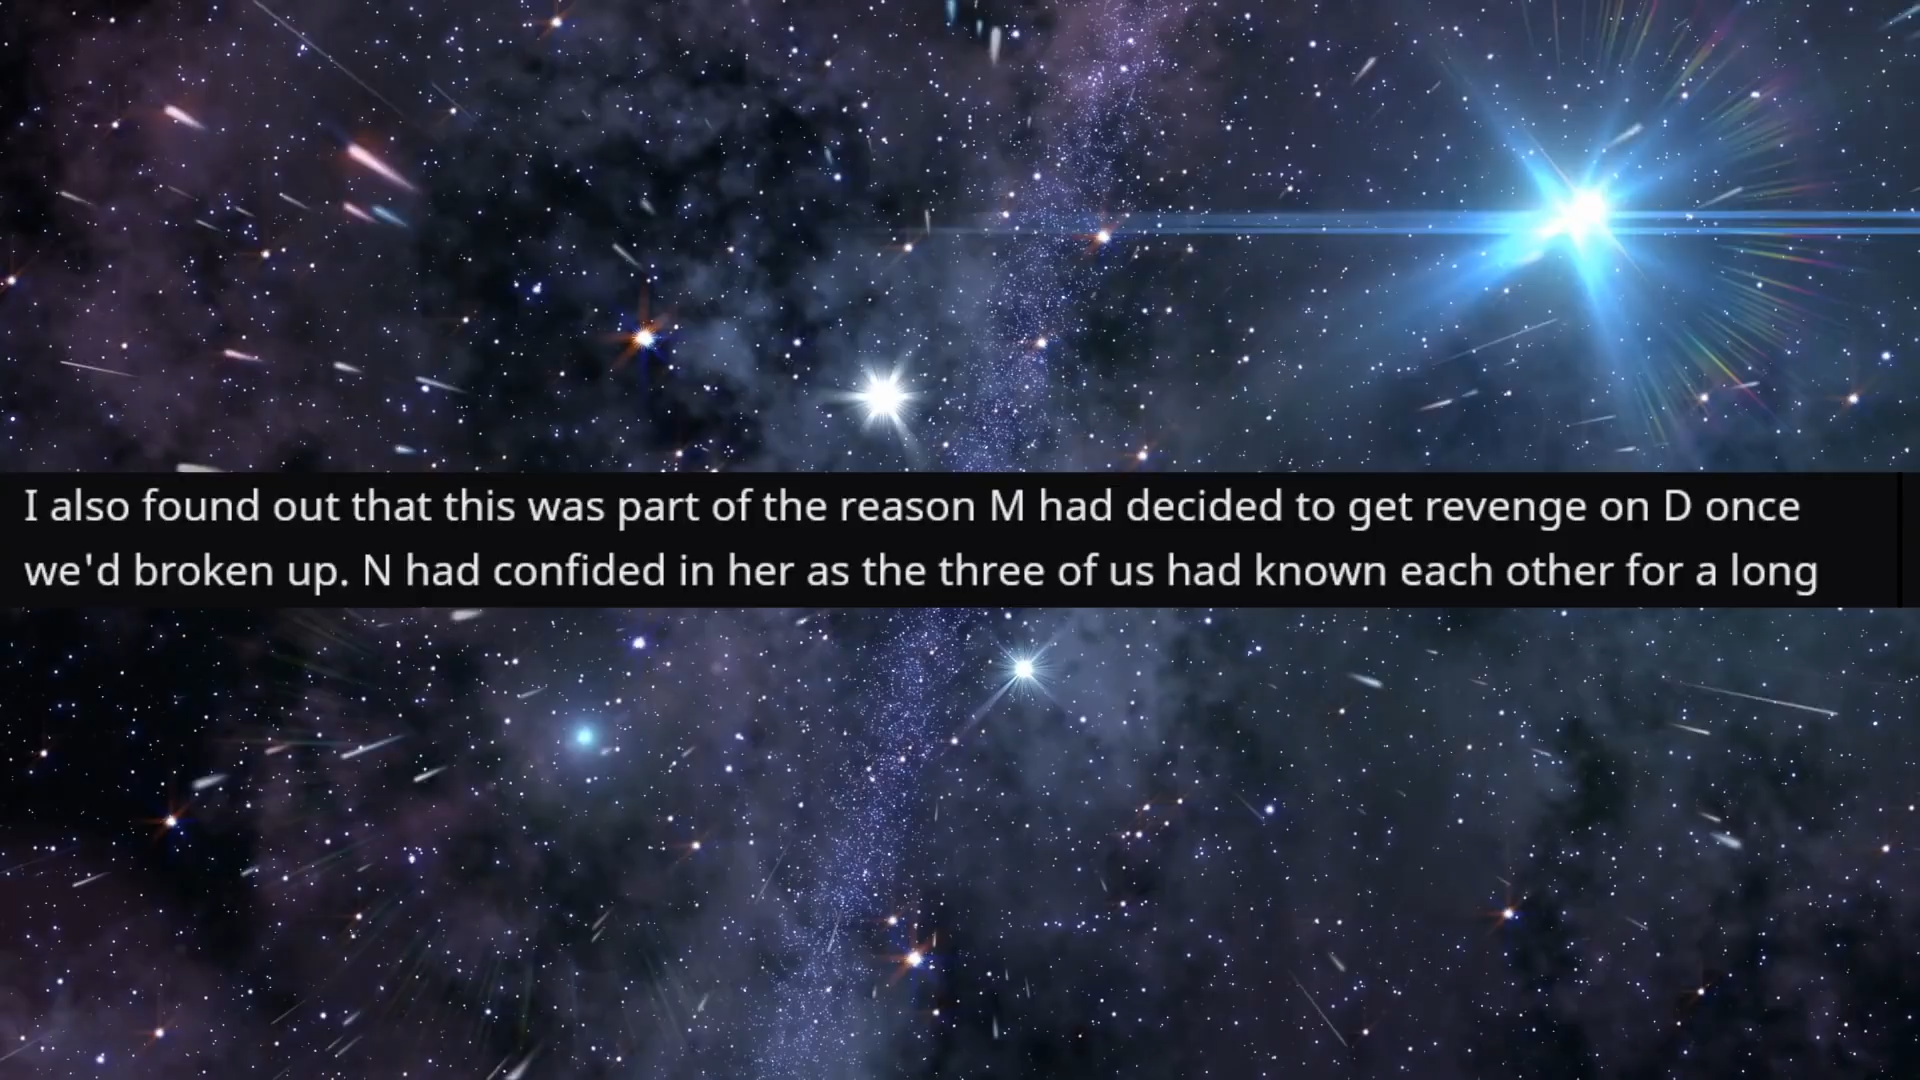 I also found out that this was part of the reason M had decided to get revenge on D once
we'd broken up. N had confided in her as the three of us had known each other for a long